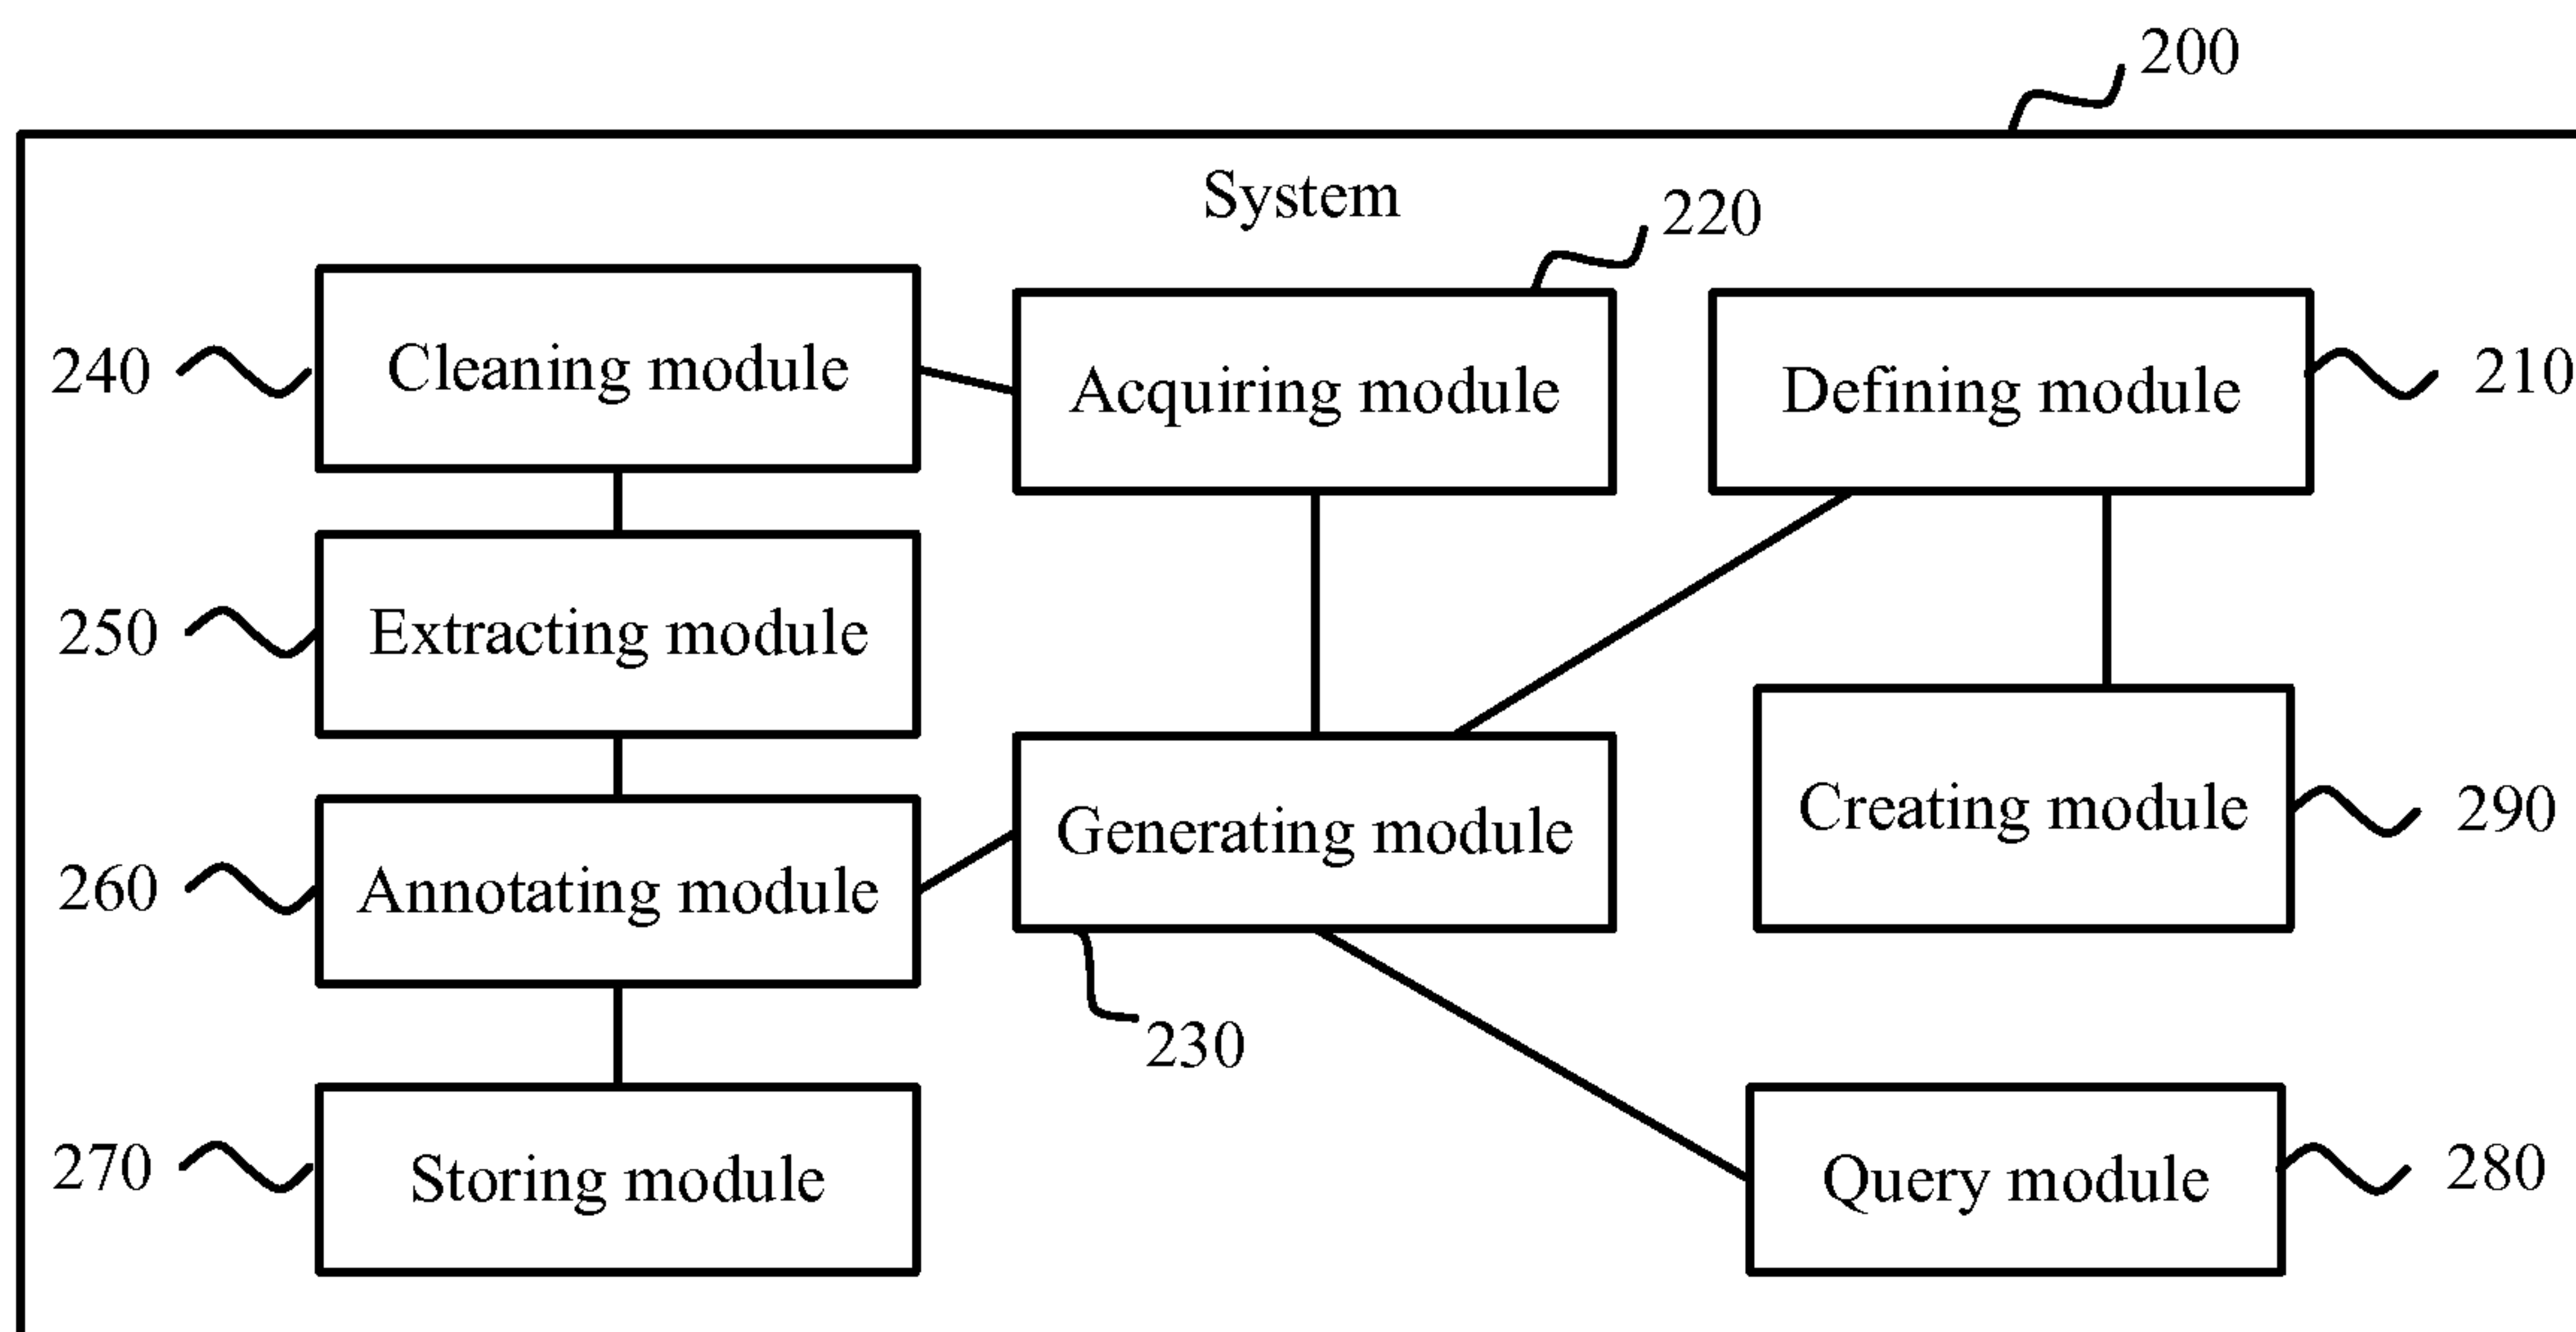 200
System
220
240
Cleaning module
Acquiring module
Defining module
210
250
Extracting module
260
Annotating module
Generating module
Creating module
290
230
270
Storing module
Query module
280